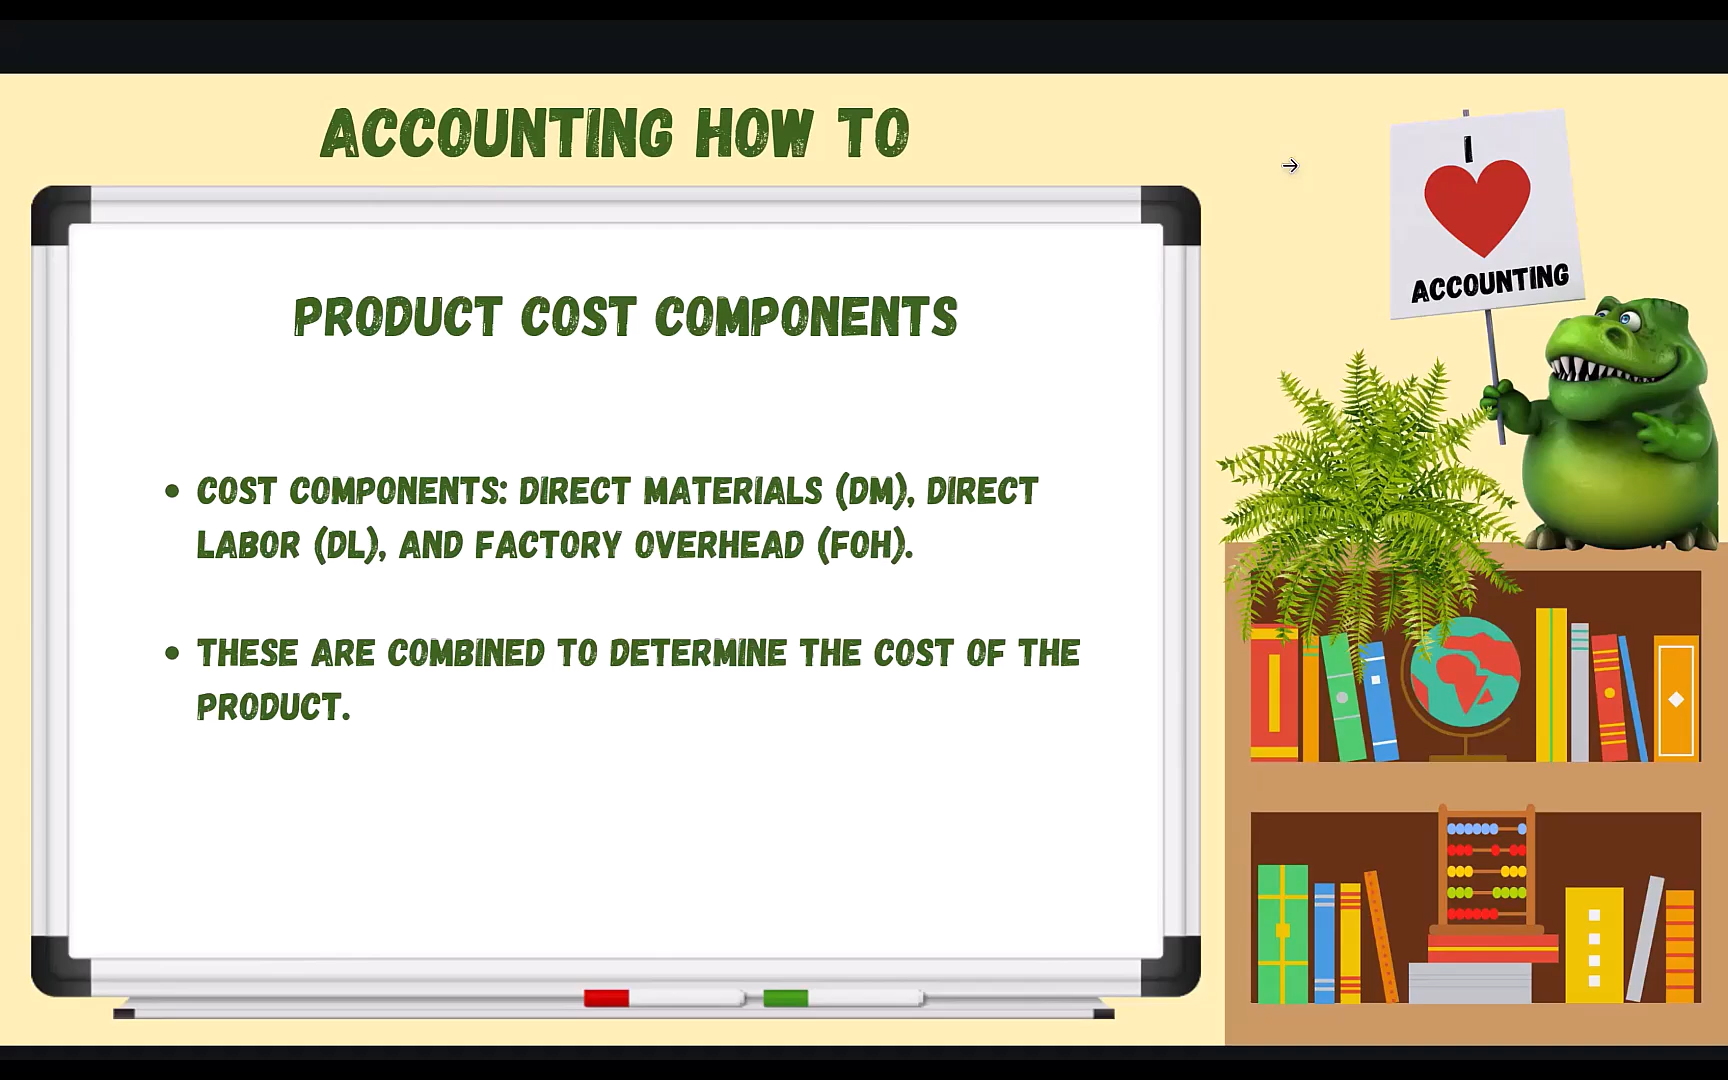 ACCOUNTING HOW TO
I
ACCOUNTING
PRODUCT COST COMPONENTS
• COST COMPONENTS: DIRECT MATERIALS (DM), DIRECT
LABOR (DL), AND FACTORY OVERHEAD (FOH).
• THESE ARE COMBINED TO DETERMINE THE COST OF THE
PRODUCT.